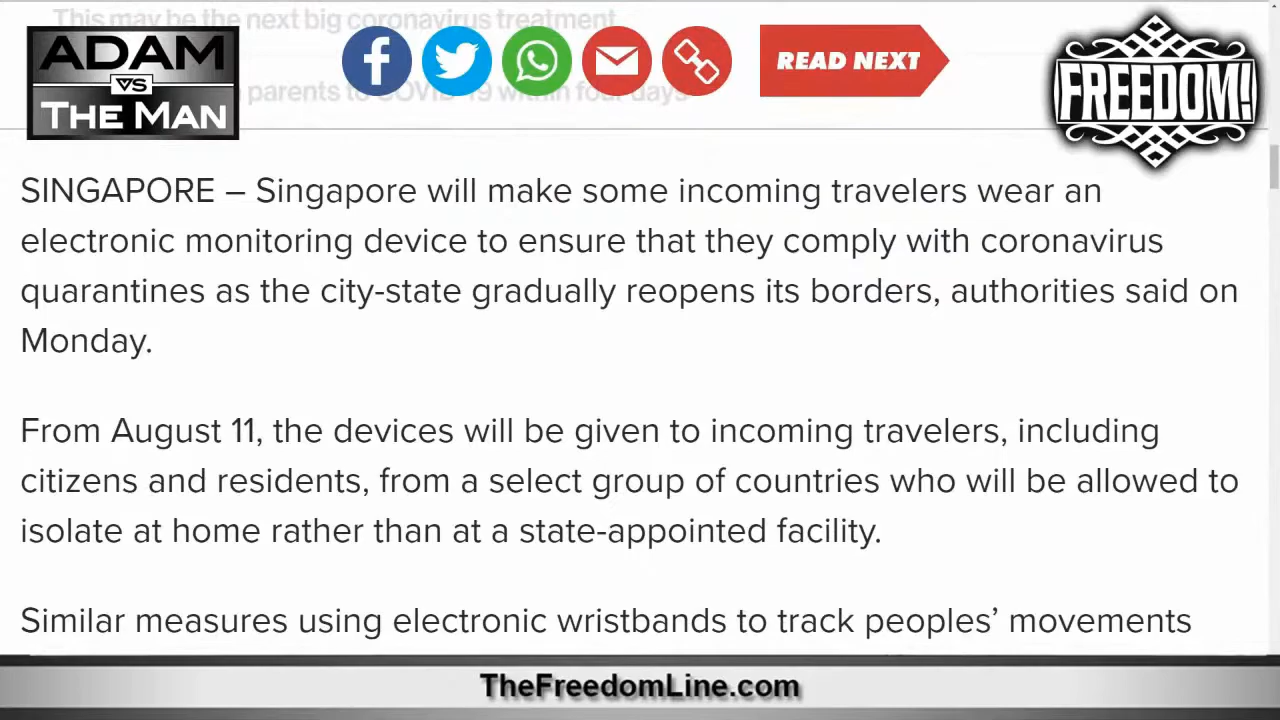 This may be the next big coronavirus treatment
ADAM
VS
THE MAN
READ NEXT
FREEDOM!
parents to COVID-19 within four days
SINGAPORE – Singapore will make some incoming travelers wear an
electronic monitoring device to ensure that they comply with coronavirus
quarantines as the city-state gradually reopens its borders, authorities said on
Monday.
From August 11, the devices will be given to incoming travelers, including
citizens and residents, from a select group of countries who will be allowed to
isolate at home rather than at a state-appointed facility.
Similar measures using electronic wristbands to track peoples’ movements
TheFreedomLine.com